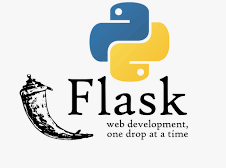 Flask
web development,
one drop at a time